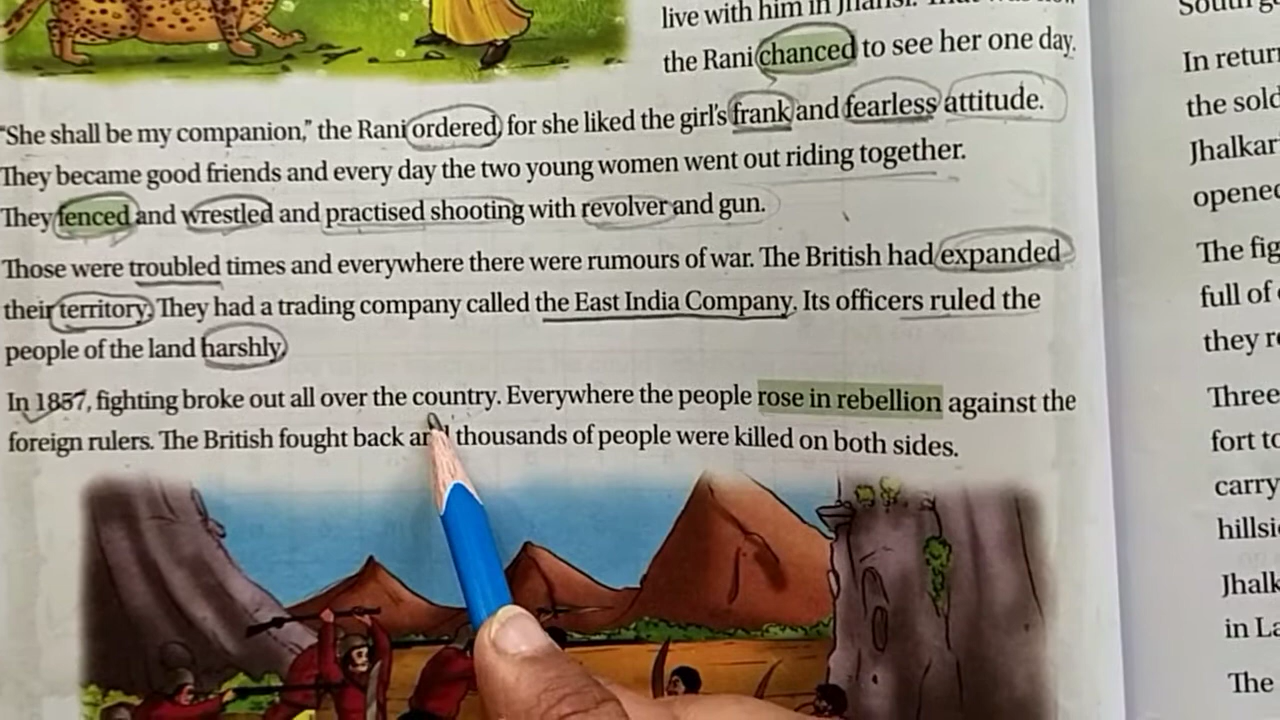 live with him in Jhansi.
the Rani chanced to see her one day.
"She shall be my companion," the Rani ordered, for she liked the girl's frank and fearless attitude.
They became good friends and every day the two young women went out riding together.
They fenced and wrestled and practised shooting with revolver and gun.
Those were troubled times and everywhere there were rumours of war. The British had expanded
their territory. They had a trading company called the East India Company. Its officers ruled the
people of the land harshly.
In 1857, fighting broke out all over the country. Everywhere the people rose in rebellion against the
foreign rulers. The British fought back and thousands of people were killed on both sides.
In return
the sold
Jhalkar
opened
The fig
full of
they r
Three
fort to
carry
hillsi
Jhalk
in La
The